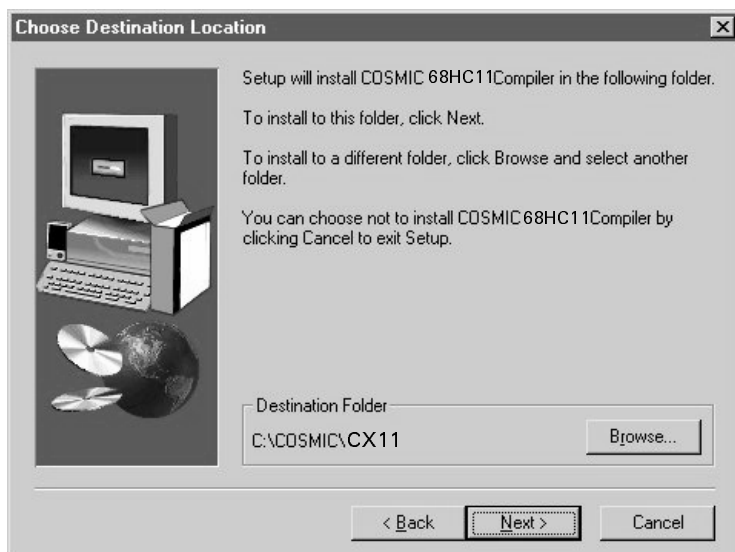 Choose Destination Location
Setup will install COSMIC 68HC11Compiler in the following folder.
To install to this folder, click Next.
To install to a different folder, click Browse and select another
folder.
You can choose not to install COSMIC68HC11Compiler by
clicking Cancel to exit Setup.
Destination Folder
C:\COSMIC\CX11
Browse...
< Back
Next >
Cancel